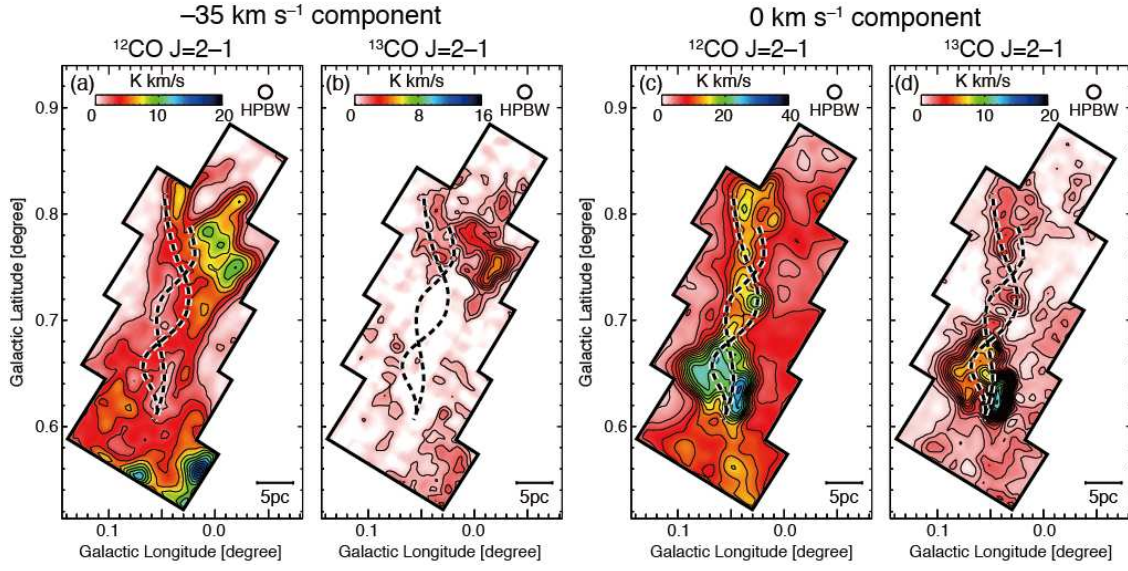 −35 km s⁻¹ component
0 km s⁻¹ component
¹²CO J=2−1
¹³CO J=2−1
¹²CO J=2−1
¹³CO J=2−1
(a) K km/s
0 10 20 HPBW
(b) K km/s
0 8 16 HPBW
(c) K km/s
0 20 40 HPBW
(d) K km/s
0 10 20 HPBW
Galactic Latitude [degree]
0.9
0.8
0.7
0.6
Galactic Latitude [degree]
0.9
0.8
0.7
0.6
5pc
5pc
5pc
5pc
0.1 0.0
0.1 0.0
0.1 0.0
0.1 0.0
Galactic Longitude [degree]
Galactic Longitude [degree]
Galactic Longitude [degree]
Galactic Longitude [degree]